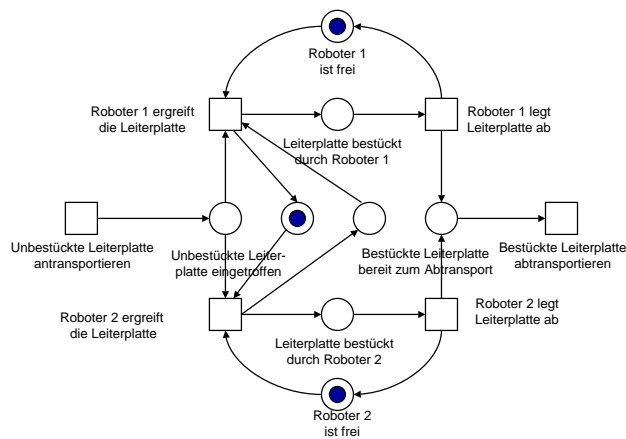 Roboter 1
ist frei
Roboter 1 ergreift
die Leiterplatte
Roboter 1 legt
Leiterplatte ab
Leiterplatte bestückt
durch Roboter 1
Unbestückte Leiterplatte
antransportieren
Unbestückte Leiter-
platte eingetroffen
Bestückte Leiterplatte
bereit zum Abtransport
Bestückte Leiterplatte
abtransportieren
Roboter 2 ergreift
die Leiterplatte
Roboter 2 legt
Leiterplatte ab
Leiterplatte bestückt
durch Roboter 2
Roboter 2
ist frei